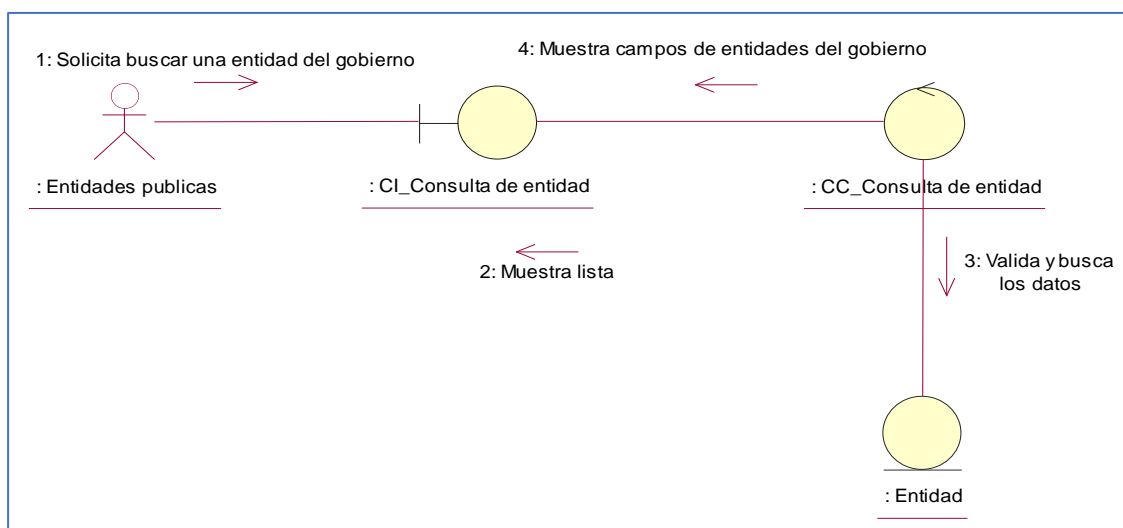 1: Solicita buscar una entidad del gobierno
4: Muestra campos de entidades del gobierno
: Entidades publicas
: CI_Consulta de entidad
: CC_Consulta de entidad
2: Muestra lista
3: Valida y busca
los datos
: Entidad